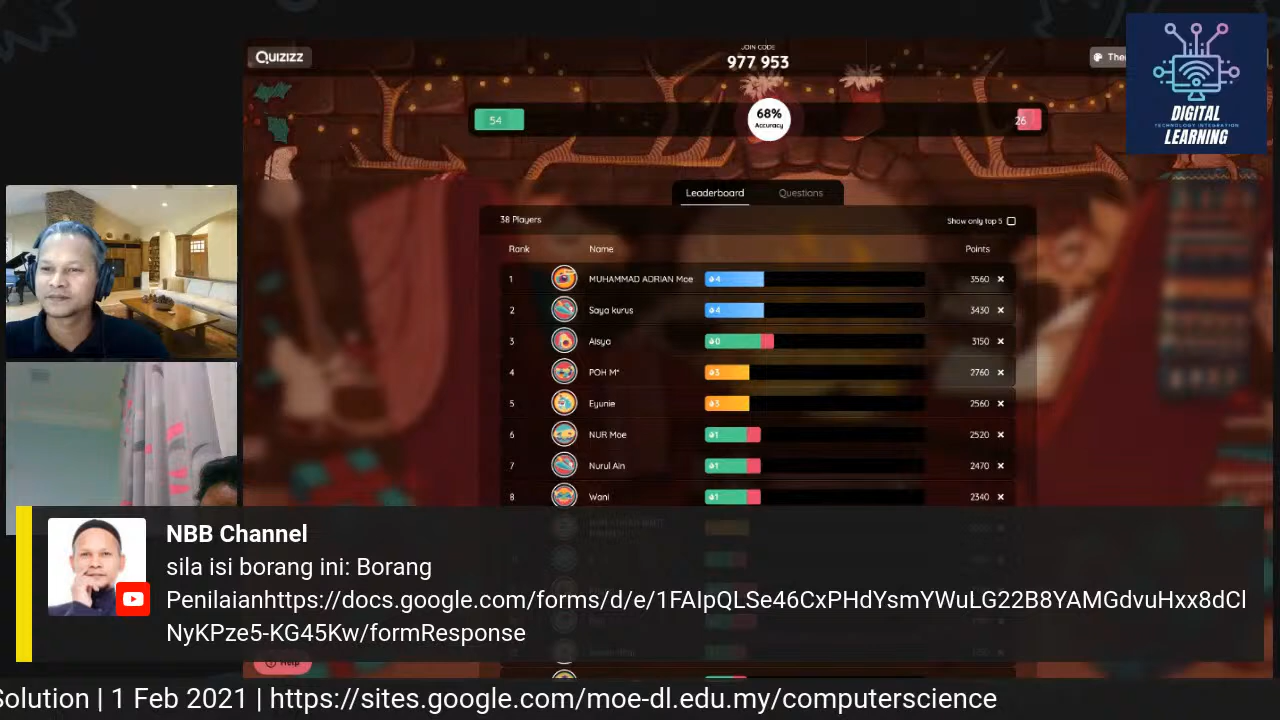 Quizizz
JOIN CODE
977 953
The
DIGITAL
TECHNOLOGY INTEGRATION
LEARNING
54
68%
Accuracy
26
Leaderboard Questions
38 Players Show only top 5
Rank Name Points
1 MUHAMMAD ADRIAN Moe 4 3560
2 Saya kurus 4 3430
3 Aisya 0 3150
4 POH M* 3 2760
5 Eyunie 3 2560
6 NUR Moe 1 2520
7 Nurul Ain 1 2470
8 Wani 1 2340
NBB Channel
sila isi borang ini: Borang
Penilaianhttps://docs.google.com/forms/d/e/1FAIpQLSe46CxPHdYsmYWuLG22B8YAMGdvuHxx8dCl
NyKPze5-KG45Kw/formResponse
Help
Solution | 1 Feb 2021 | https://sites.google.com/moe-dl.edu.my/computerscience